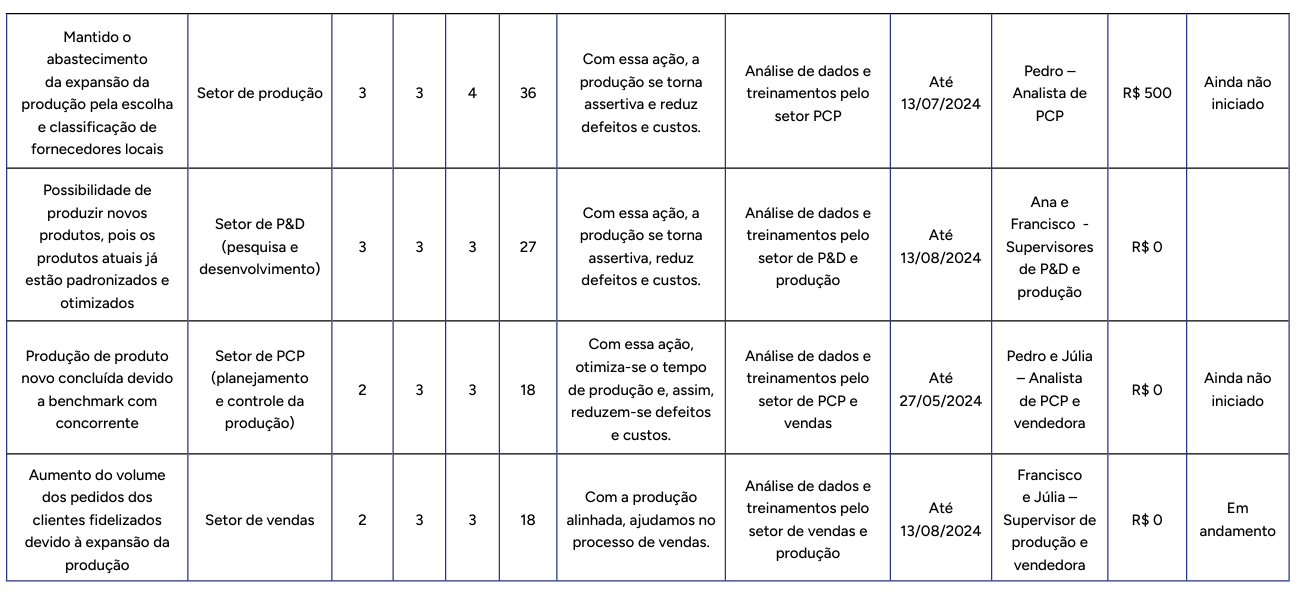 Mantido o
abastecimento
da expansão da
produção pela escolha
e classificação de
fornecedores locais
Setor de produção
3
3
4
36
Com essa ação, a
produção se torna
assertiva e reduz
defeitos e custos.
Análise de dados e
treinamentos pelo
setor PCP
Até
13/07/2024
Pedro –
Analista de
PCP
R$ 500
Ainda não
iniciado
Possibilidade de
produzir novos
produtos, pois os
produtos atuais já
estão padronizados e
otimizados
Setor de P&D
(pesquisa e
desenvolvimento)
3
3
3
27
Com essa ação, a
produção se torna
assertiva, reduz
defeitos e custos.
Análise de dados e
treinamentos pelo
setor de P&D e
produção
Até
13/08/2024
Ana e
Francisco -
Supervisores
de P&D e
produção
R$ 0
Produção de produto
novo concluída devido
a benchmark com
concorrente
Setor de PCP
(planejamento
e controle da
produção)
2
3
3
18
Com essa ação,
otimiza-se o tempo
de produção e, assim,
reduzem-se defeitos
e custos.
Análise de dados e
treinamentos pelo
setor de PCP e
vendas
Até
27/05/2024
Pedro e Júlia
– Analista
de PCP e
vendedora
R$ 0
Ainda não
iniciado
Aumento do volume
dos pedidos dos
clientes fidelizados
devido à expansão da
produção
Setor de vendas
2
3
3
18
Com a produção
alinhada, ajudamos no
processo de vendas.
Análise de dados e
treinamentos pelo
setor de vendas e
produção
Até
13/08/2024
Francisco
e Júlia –
Supervisor de
produção e
vendedora
R$ 0
Em
andamento